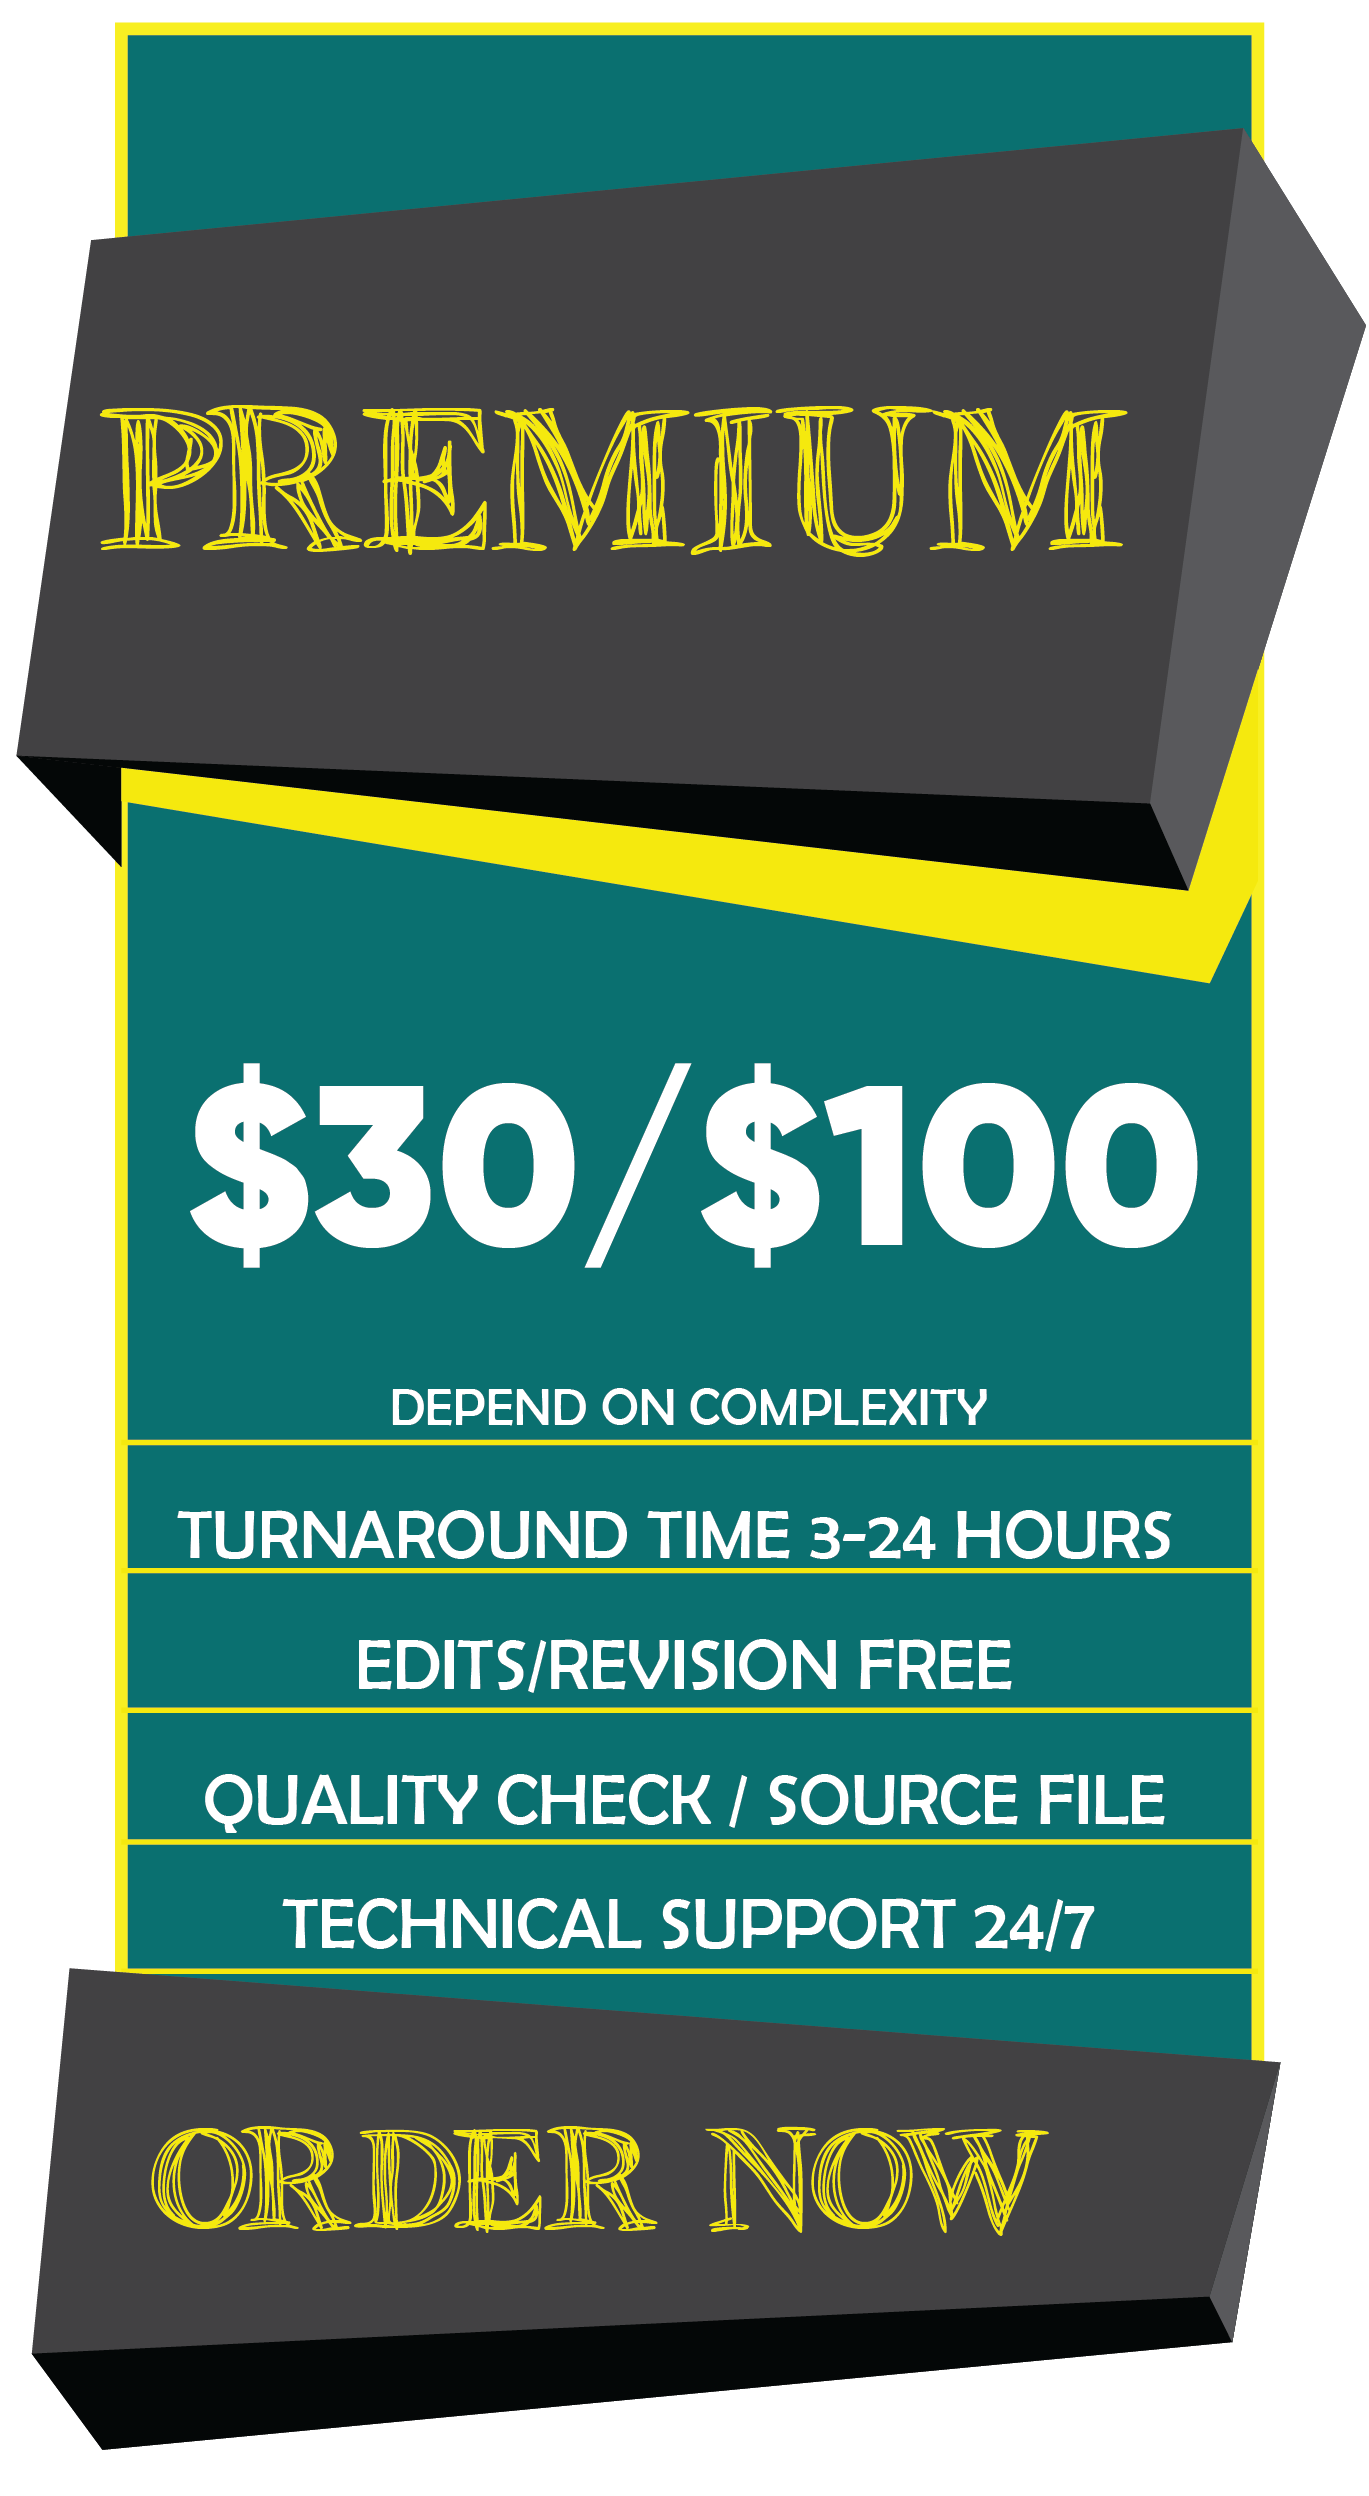 PREMIUM
$30/$100
DEPEND ON COMPLEXITY
TURNAROUND TIME 3-24 HOURS
EDITS/REVISION FREE
QUALITY CHECK / SOURCE FILE
TECHNICAL SUPPORT 24/7
ORDER NOW